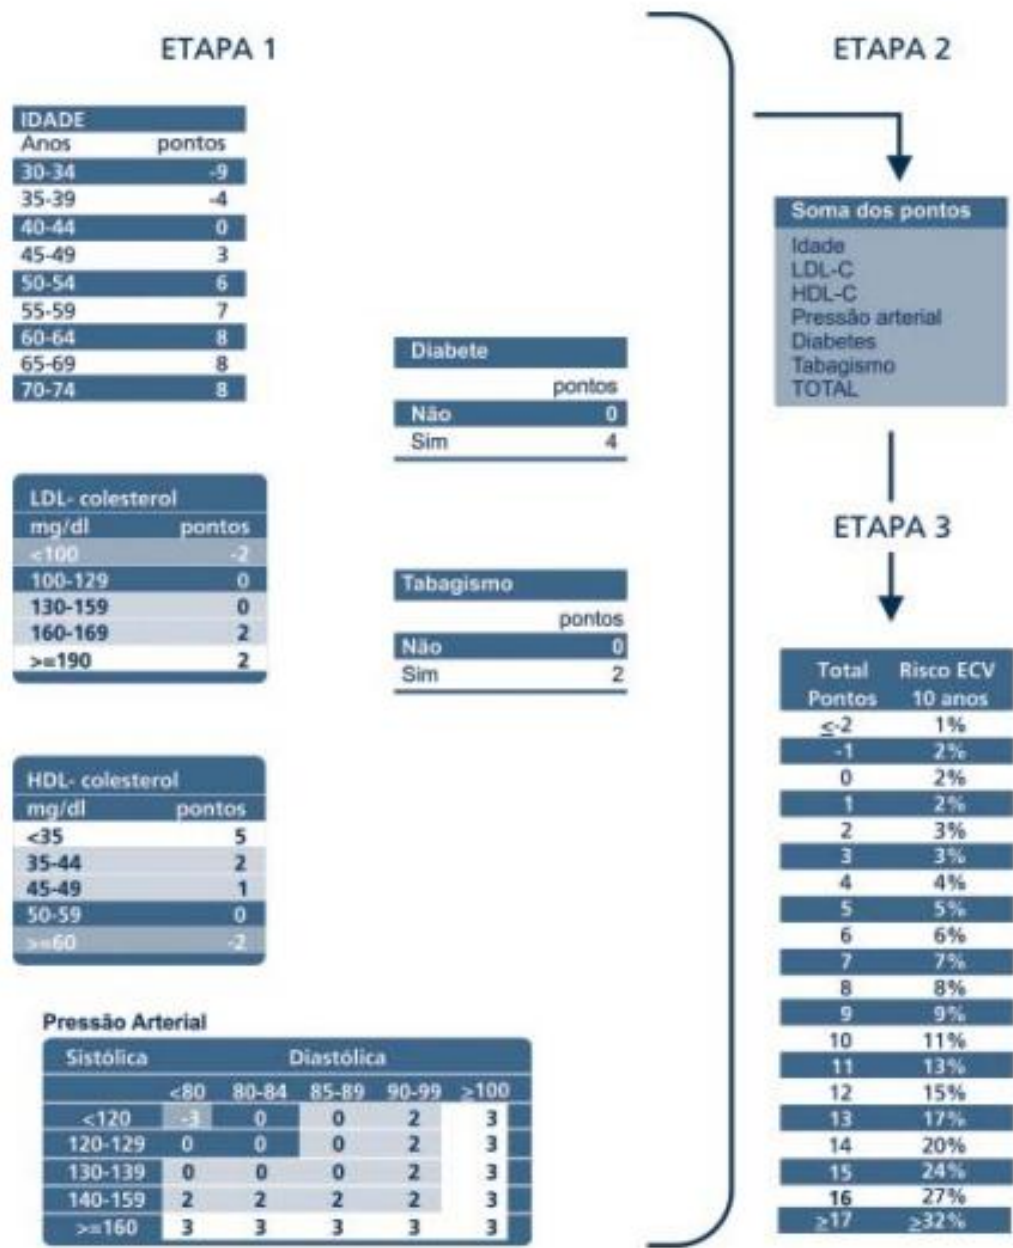 ETAPA 1
IDADE
Anos pontos
30-34 -9
35-39 -4
40-44 0
45-49 3
50-54 6
55-59 7
60-64 8
65-69 8
70-74 8
LDL- colesterol
mg/dl pontos
<100 -2
100-129 0
130-159 0
160-169 2
>=190 2
HDL- colesterol
mg/dl pontos
<35 5
35-44 2
45-49 1
50-59 0
>=60 -2
Diabete
pontos
Não 0
Sim 4
Tabagismo
pontos
Não 0
Sim 2
Pressão Arterial
Sistólica Diastólica
<80 80-84 85-89 90-99 ≥100
<120 -3 0 0 2 3
120-129 0 0 0 2 3
130-139 0 0 0 2 3
140-159 2 2 2 2 3
>=160 3 3 3 3 3
ETAPA 2
Soma dos pontos
Idade
LDL-C
HDL-C
Pressão arterial
Diabetes
Tabagismo
TOTAL
ETAPA 3
Total Risco ECV
Pontos 10 anos
≤-2 1%
-1 2%
0 2%
1 2%
2 3%
3 3%
4 4%
5 5%
6 6%
7 7%
8 8%
9 9%
10 11%
11 13%
12 15%
13 17%
14 20%
15 24%
16 27%
≥17 ≥32%